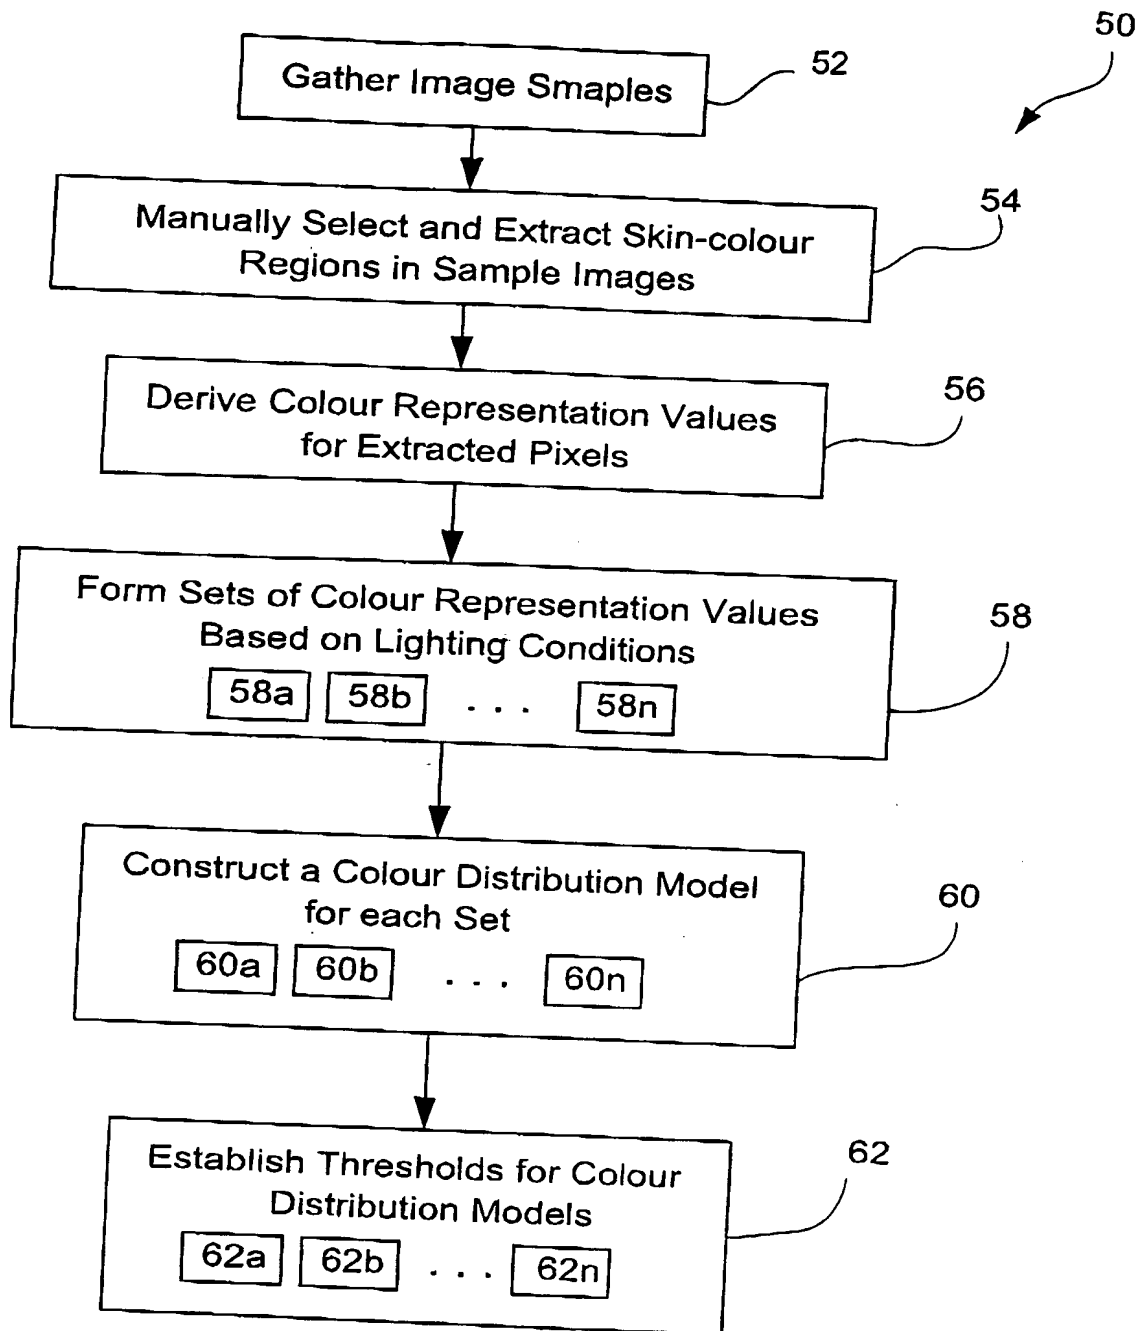 50
Gather Image Smaples
52
Manually Select and Extract Skin-colour
Regions in Sample Images
54
Derive Colour Representation Values
for Extracted Pixels
56
Form Sets of Colour Representation Values
Based on Lighting Conditions
58a 58b . . . 58n
58
Construct a Colour Distribution Model
for each Set
60a 60b . . . 60n
60
Establish Thresholds for Colour
Distribution Models
62a 62b . . . 62n
62